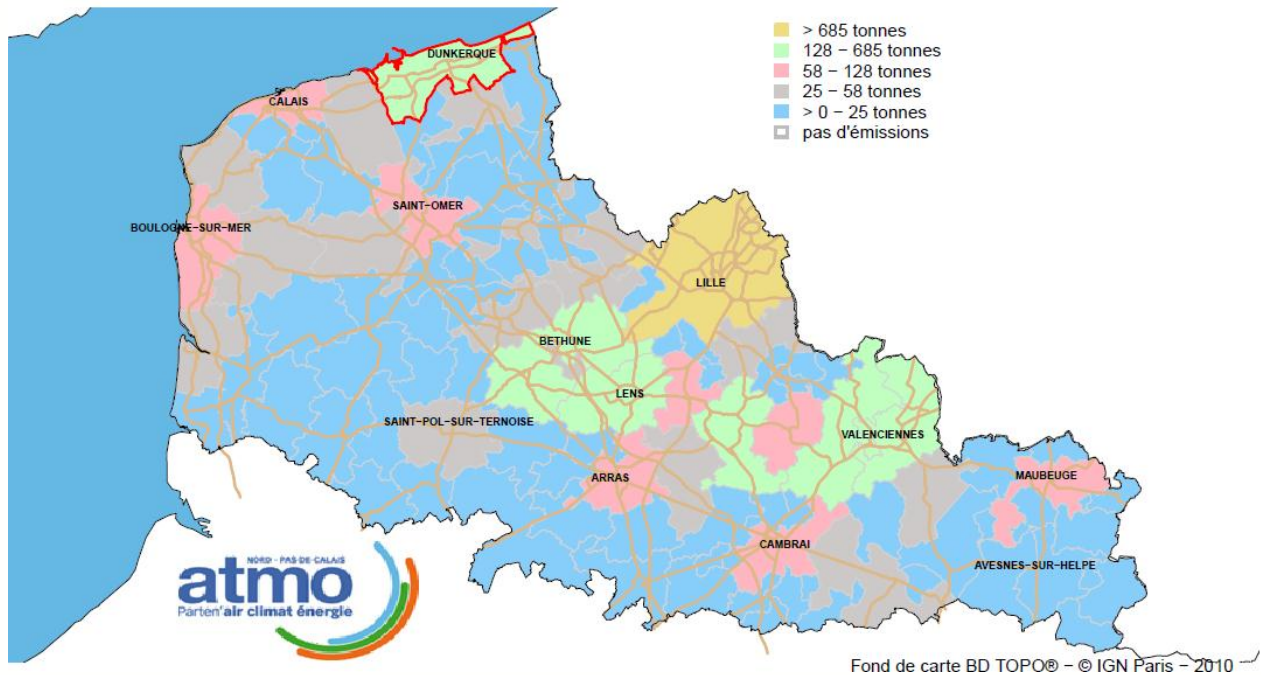 > 685 tonnes
128 − 685 tonnes
58 − 128 tonnes
25 − 58 tonnes
> 0 − 25 tonnes
pas d'émissions
DUNKERQUE
CALAIS
SAINT−OMER
BOULOGNE−SUR−MER
LILLE
BETHUNE
LENS
SAINT−POL−SUR−TERNOISE
VALENCIENNES
ARRAS
MAUBEUGE
CAMBRAI
AVESNES−SUR−HELPE
NORD - PAS-DE-CALAIS
atmo
Parten'air climat énergie
Fond de carte BD TOPO® − © IGN Paris − 2010